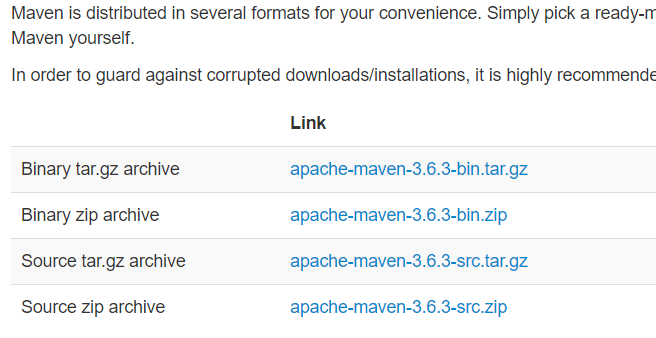 Maven is distributed in several formats for your convenience. Simply pick a ready-m
Maven yourself.
In order to guard against corrupted downloads/installations, it is highly recommende
Link
Binary tar.gz archive apache-maven-3.6.3-bin.tar.gz
Binary zip archive apache-maven-3.6.3-bin.zip
Source tar.gz archive apache-maven-3.6.3-src.tar.gz
Source zip archive apache-maven-3.6.3-src.zip